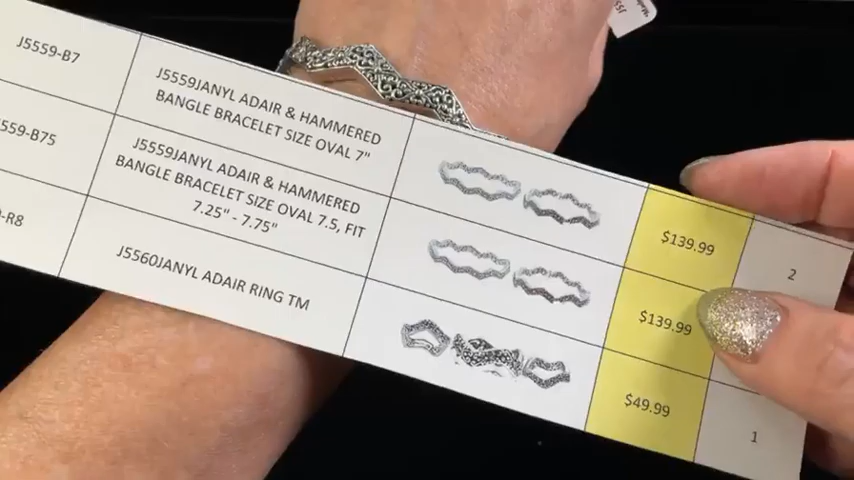 J5559-B7
J5559JANYL ADAIR & HAMMERED
BANGLE BRACELET SIZE OVAL 7"
$139.99
2
559-B75
J5559JANYL ADAIR & HAMMERED
BANGLE BRACELET SIZE OVAL 7.5, FIT
7.25" - 7.75"
$139.99
-R8
J5560JANYL ADAIR RING TM
$49.99
1